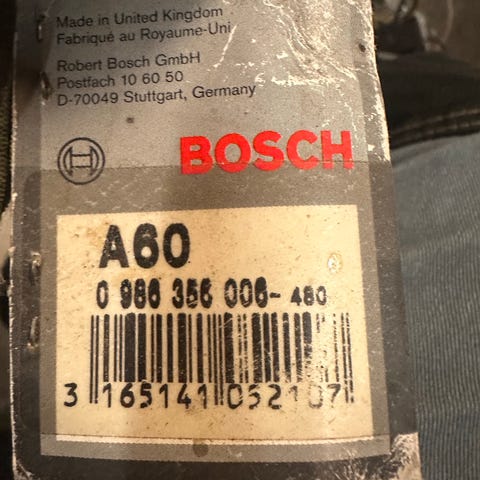 Made in United Kingdom
Fabriqué au Royaume-Uni
Robert Bosch GmbH
Postfach 10 60 50
D-70049 Stuttgart, Germany
BOSCH
A60
0 986 356 006- 480
3 165141 052107